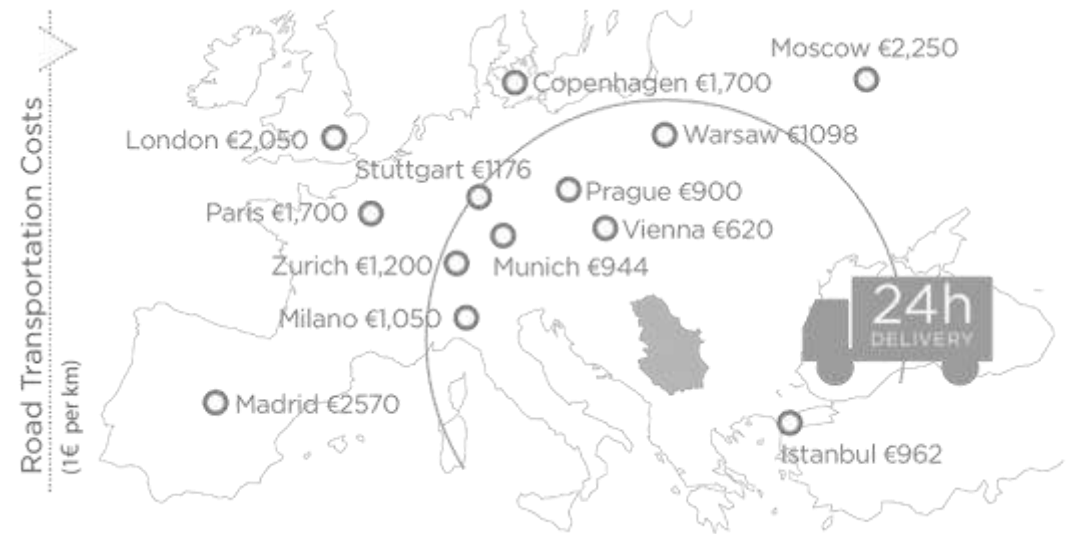 Road Transportation Costs
(1€ per km)
Moscow €2,250
Copenhagen €1,700
London €2,050
Warsaw €1098
Stuttgart €1176
Prague €900
Paris €1,700
Vienna €620
Zurich €1,200
Munich €944
24h
DELIVERY
Milano €1,050
Madrid €2570
Istanbul €962